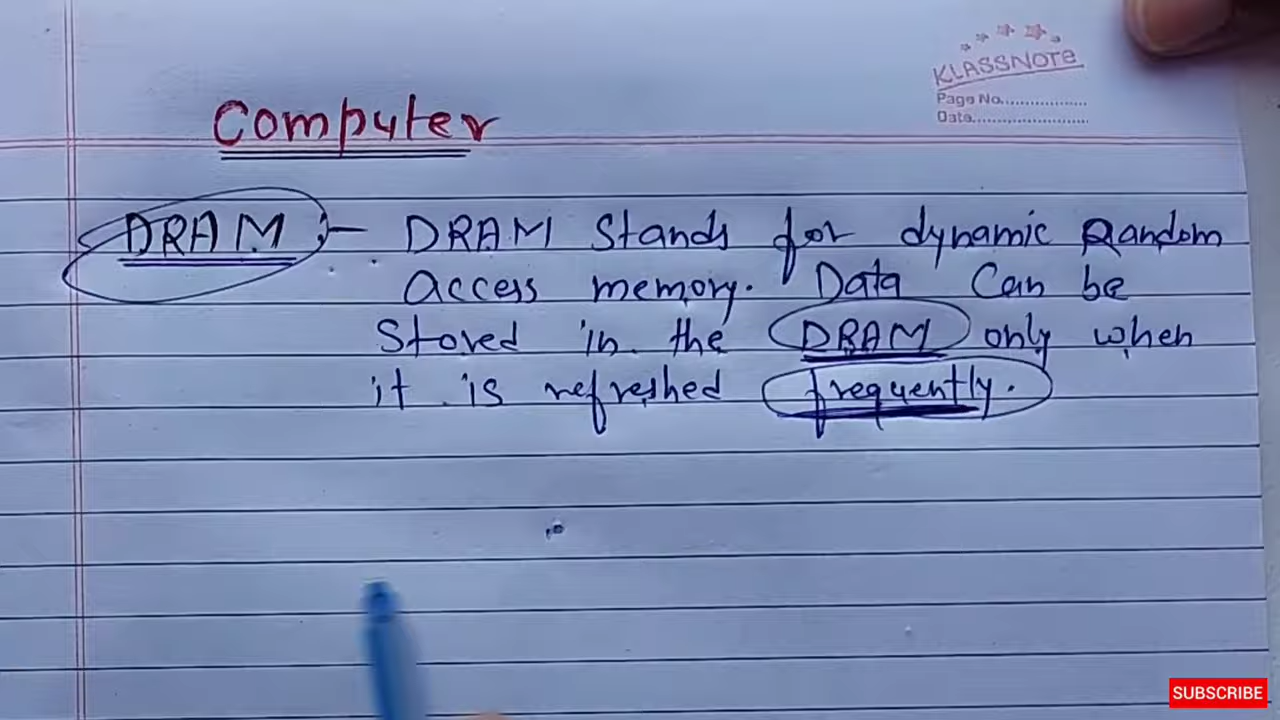 KLASSNOTE
Page No..................
Date........................
Computer
DRAM :- DRAM Stands for dynamic Random
Access memory. Data Can be
Stored in the DRAM only when
it is refreshed frequently.
SUBSCRIBE